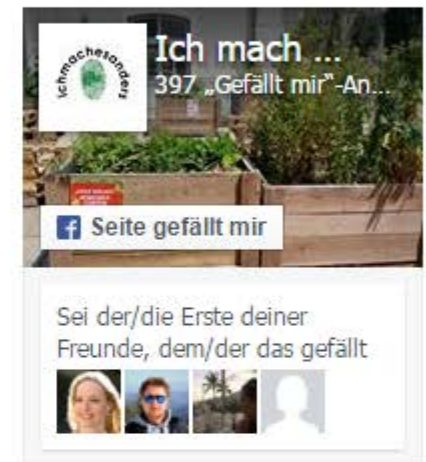 ichmachesanders
Ich mach ...
397 „Gefällt mir“-An...
Seite gefällt mir
Sei der/die Erste deiner
Freunde, dem/der das gefällt